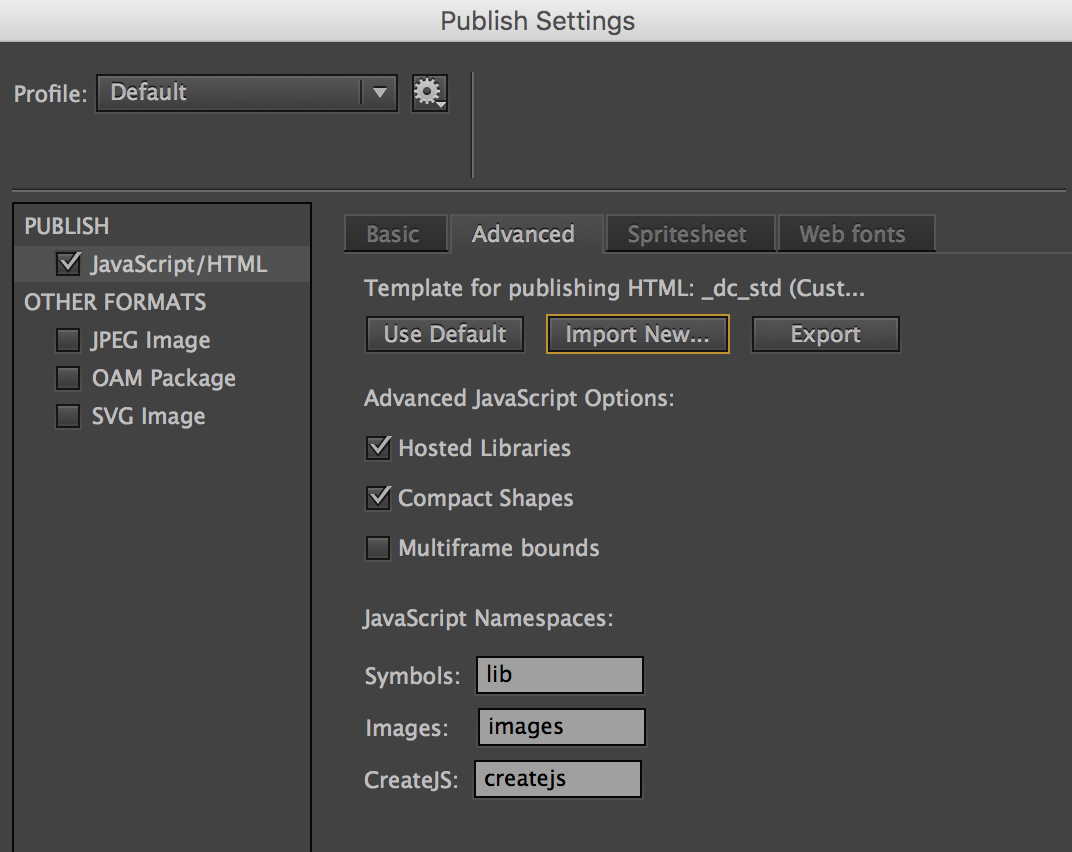 Publish Settings
Profile: Default
PUBLISH
JavaScript/HTML
OTHER FORMATS
JPEG Image
OAM Package
SVG Image
Basic Advanced Spritesheet Web fonts
Template for publishing HTML: _dc_std (Cust...
Use Default Import New... Export
Advanced JavaScript Options:
Hosted Libraries
Compact Shapes
Multiframe bounds
JavaScript Namespaces:
Symbols: lib
Images: images
CreateJS: createjs